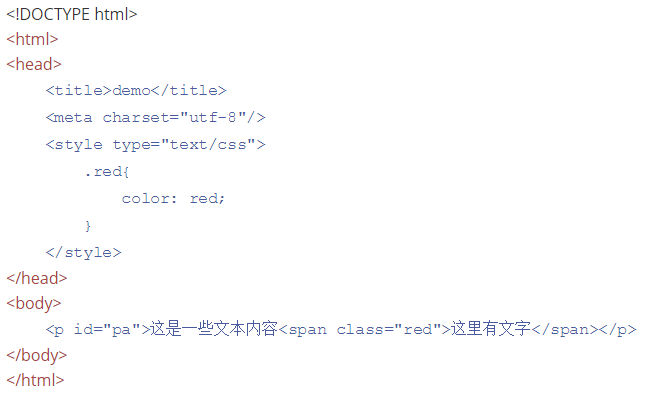 <!DOCTYPE html>
<html>
<head>
<title>demo</title>
<meta charset="utf-8"/>
<style type="text/css">
.red{
color: red;
}
</style>
</head>
<body>
<p id="pa">这是一些文本内容<span class="red">这里有文字</span></p>
</body>
</html>